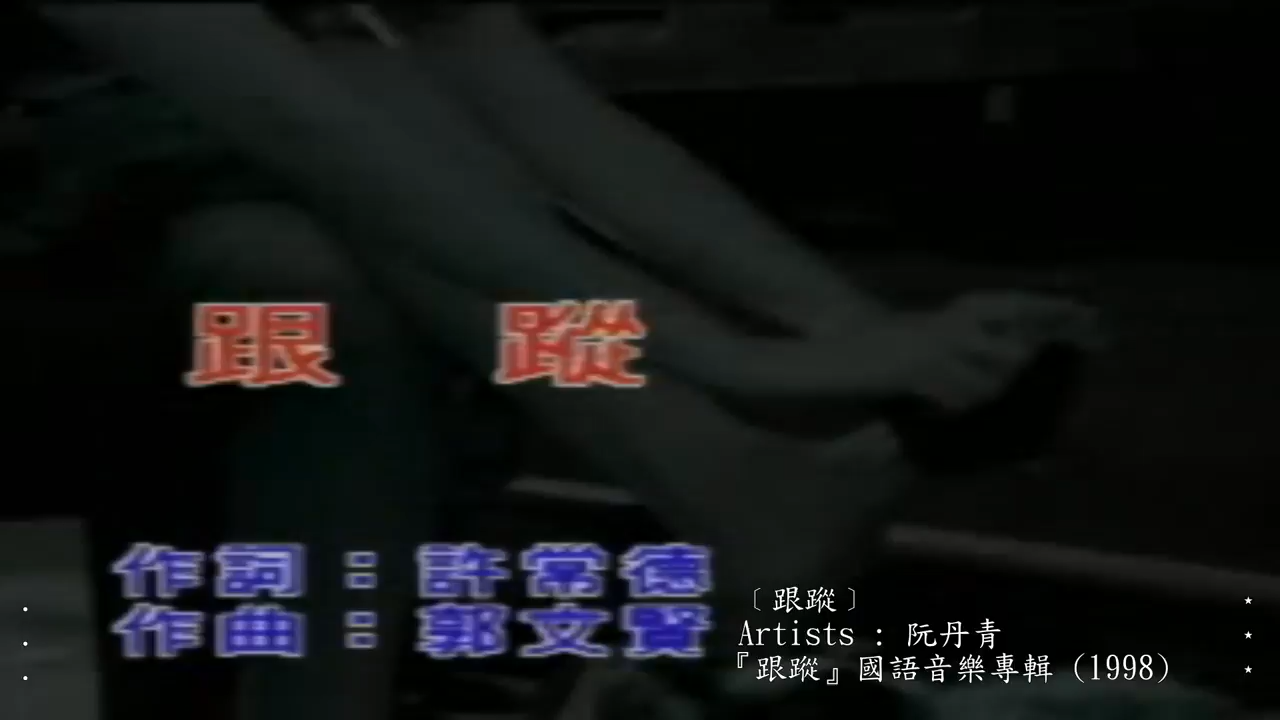 跟蹤
作詞：許常德
作曲：郭文賢
〔跟蹤〕
Artists : 阮丹青
『跟蹤』國語音樂專輯 (1998)